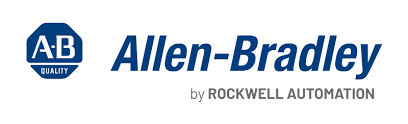 A-B
QUALITY
Allen-Bradley
by ROCKWELL AUTOMATION